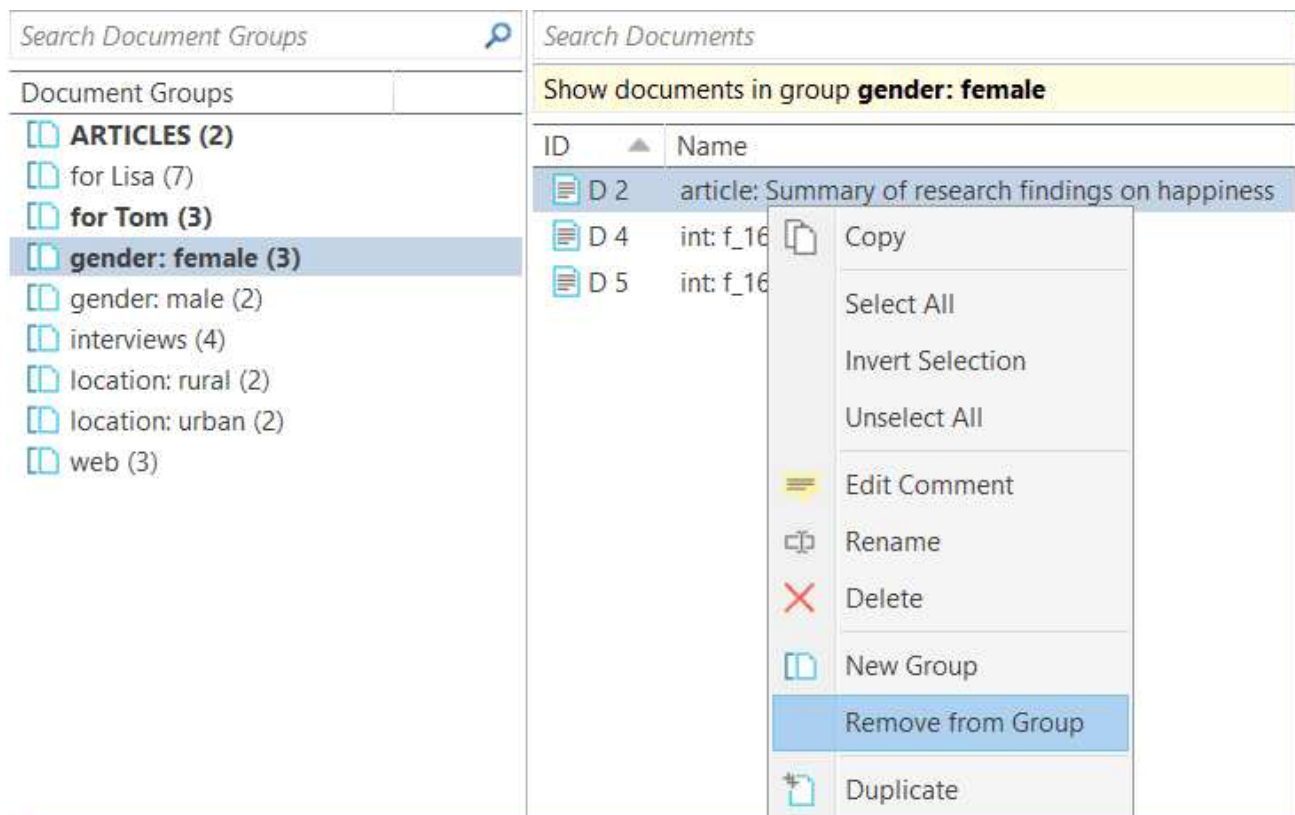 Search Document Groups
Document Groups
ARTICLES (2)
for Lisa (7)
for Tom (3)
gender: female (3)
gender: male (2)
interviews (4)
location: rural (2)
location: urban (2)
web (3)
Search Documents
Show documents in group gender: female
ID Name
D 2 article: Summary of research findings on happiness
D 4 int: f_16
D 5 int: f_16
Copy
Select All
Invert Selection
Unselect All
Edit Comment
Rename
Delete
New Group
Remove from Group
Duplicate